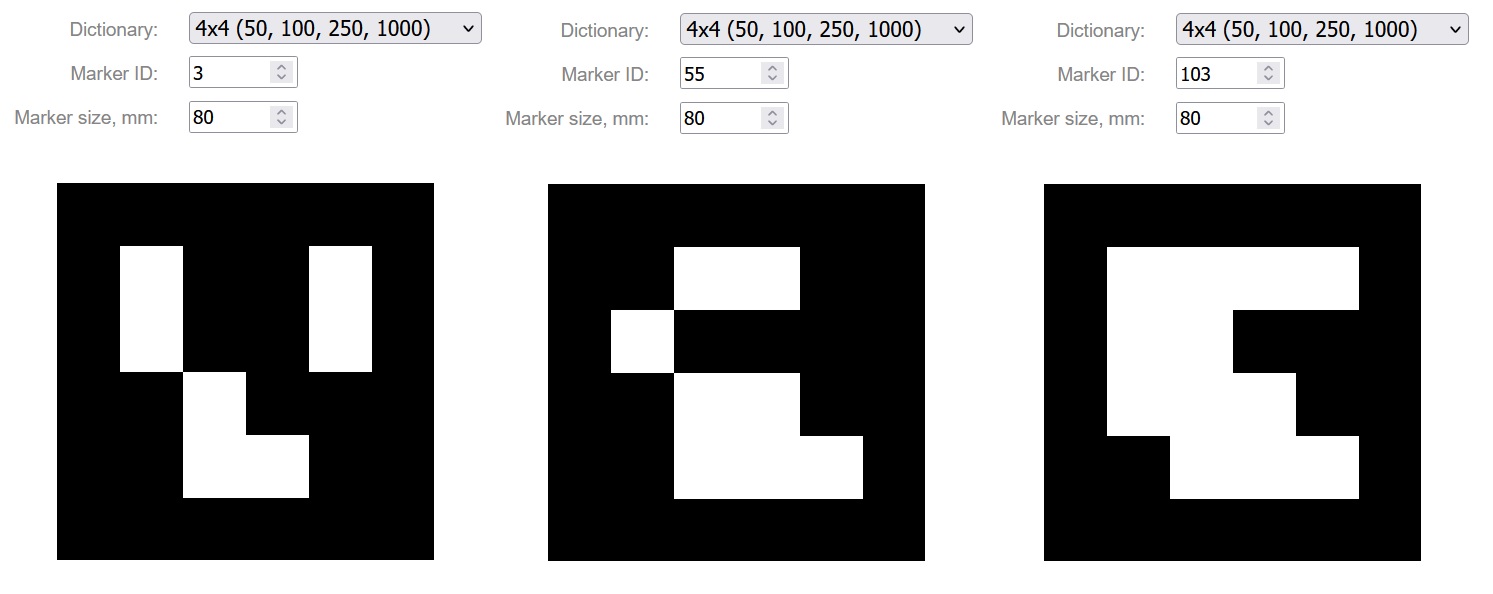 Dictionary: 4x4 (50, 100, 250, 1000)
Marker ID: 3
Marker size, mm: 80
Dictionary: 4x4 (50, 100, 250, 1000)
Marker ID: 55
Marker size, mm: 80
Dictionary: 4x4 (50, 100, 250, 1000)
Marker ID: 103
Marker size, mm: 80